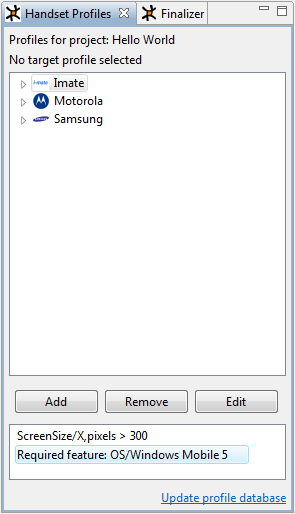 Handset Profiles Finalizer
Profiles for project: Hello World
No target profile selected
i-mate Imate
Motorola
Samsung
Add Remove Edit
ScreenSize/X,pixels > 300
Required feature: OS/Windows Mobile 5
Update profile database